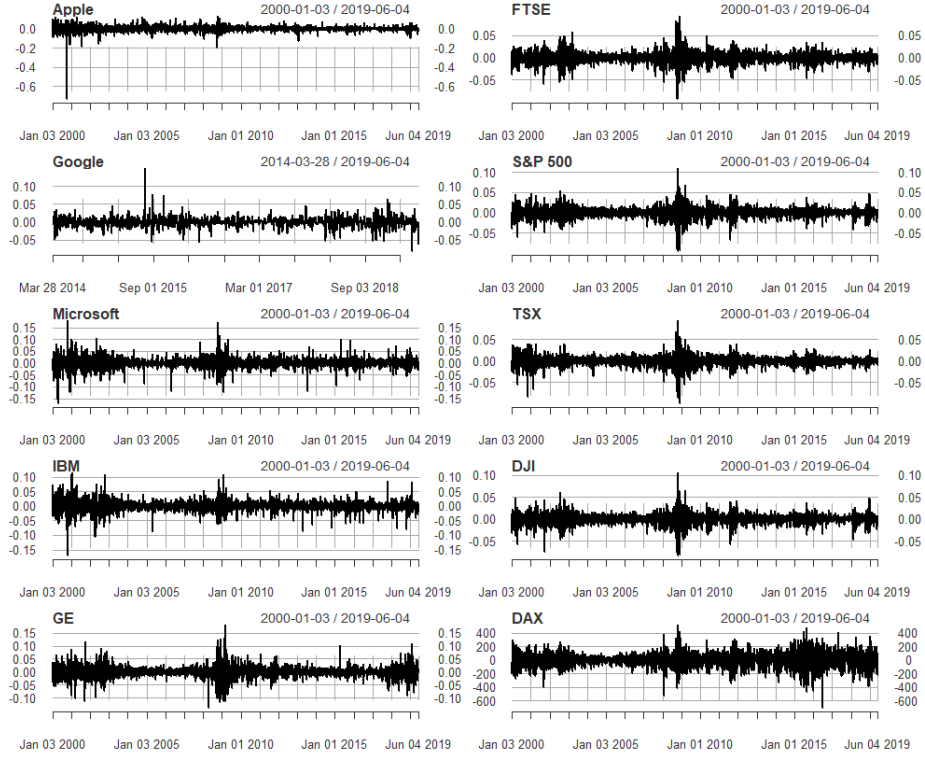 Apple 2000-01-03 / 2019-06-04
0.0 0.0
-0.2 -0.2
-0.4 -0.4
-0.6 -0.6
Jan 03 2000 Jan 03 2005 Jan 01 2010 Jan 01 2015 Jun 04 2019
Google 2014-03-28 / 2019-06-04
0.10 0.10
0.05 0.05
0.00 0.00
-0.05 -0.05
Mar 28 2014 Sep 01 2015 Mar 01 2017 Sep 03 2018
Microsoft 2000-01-03 / 2019-06-04
0.15 0.15
0.10 0.10
0.05 0.05
0.00 0.00
-0.05 -0.05
-0.10 -0.10
-0.15 -0.15
Jan 03 2000 Jan 03 2005 Jan 01 2010 Jan 01 2015 Jun 04 2019
IBM 2000-01-03 / 2019-06-04
0.10 0.10
0.05 0.05
0.00 0.00
-0.05 -0.05
-0.10 -0.10
-0.15 -0.15
Jan 03 2000 Jan 03 2005 Jan 01 2010 Jan 01 2015 Jun 04 2019
GE 2000-01-03 / 2019-06-04
0.15 0.15
0.10 0.10
0.05 0.05
0.00 0.00
-0.05 -0.05
-0.10 -0.10
Jan 03 2000 Jan 03 2005 Jan 01 2010 Jan 01 2015 Jun 04 2019
FTSE 2000-01-03 / 2019-06-04
0.05 0.05
0.00 0.00
-0.05 -0.05
Jan 03 2000 Jan 03 2005 Jan 01 2010 Jan 01 2015 Jun 04 2019
S&P 500 2000-01-03 / 2019-06-04
0.10 0.10
0.05 0.05
0.00 0.00
-0.05 -0.05
Jan 03 2000 Jan 03 2005 Jan 01 2010 Jan 01 2015 Jun 04 2019
TSX 2000-01-03 / 2019-06-04
0.05 0.05
0.00 0.00
-0.05 -0.05
Jan 03 2000 Jan 03 2005 Jan 01 2010 Jan 01 2015 Jun 04 2019
DJI 2000-01-03 / 2019-06-04
0.10 0.10
0.05 0.05
0.00 0.00
-0.05 -0.05
Jan 03 2000 Jan 03 2005 Jan 01 2010 Jan 01 2015 Jun 04 2019
DAX 2000-01-03 / 2019-06-04
400 400
200 200
0 0
-200 -200
-400 -400
-600 -600
Jan 03 2000 Jan 03 2005 Jan 01 2010 Jan 01 2015 Jun 04 2019